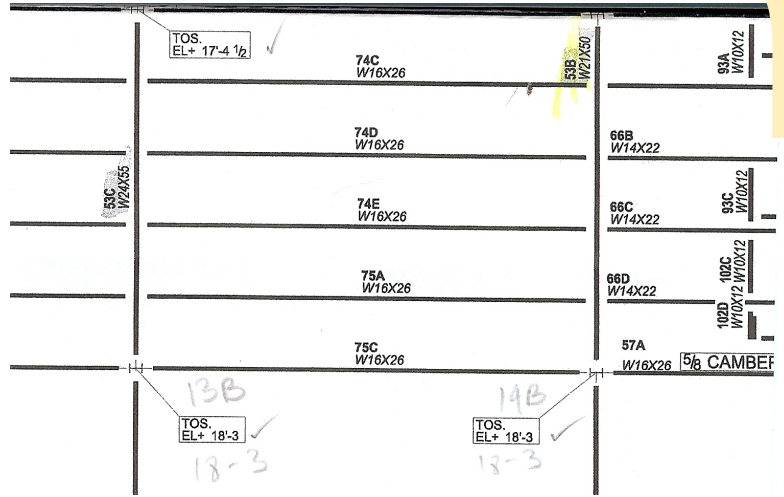 TOS.
EL+ 17'-4 1/2
74C
W16X26
53B
W21X50
93A
W10X12
74D
W16X26
66B
W14X22
53C
W24X55
74E
W16X26
66C
W14X22
93C
W10X12
75A
W16X26
66D
W14X22
102C
W10X12
102D
W10X12
75C
W16X26
57A
W16X26
5/8 CAMBER
13B
19B
TOS.
EL+ 18'-3
TOS.
EL+ 18'-3
18-3
18-3